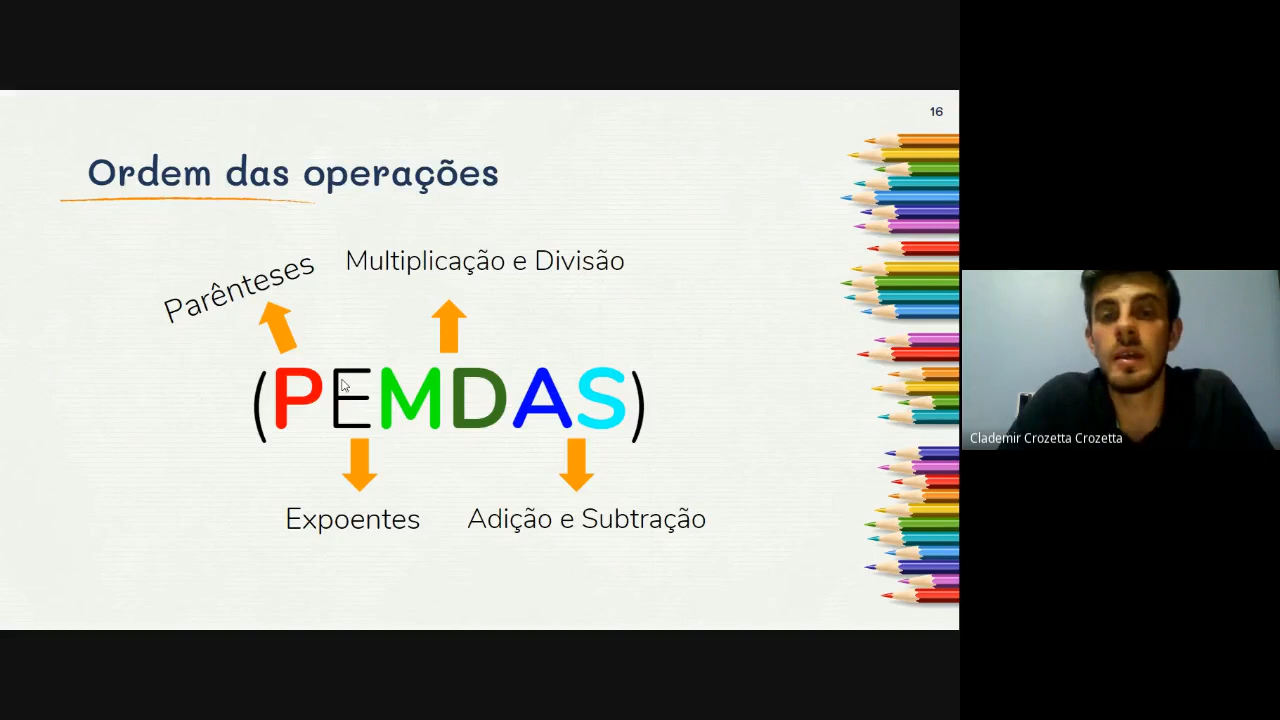 16
Ordem das operações
Parênteses
Multiplicação e Divisão
(PEMDAS)
Expoentes
Adição e Subtração
Clademir Crozetta Crozetta